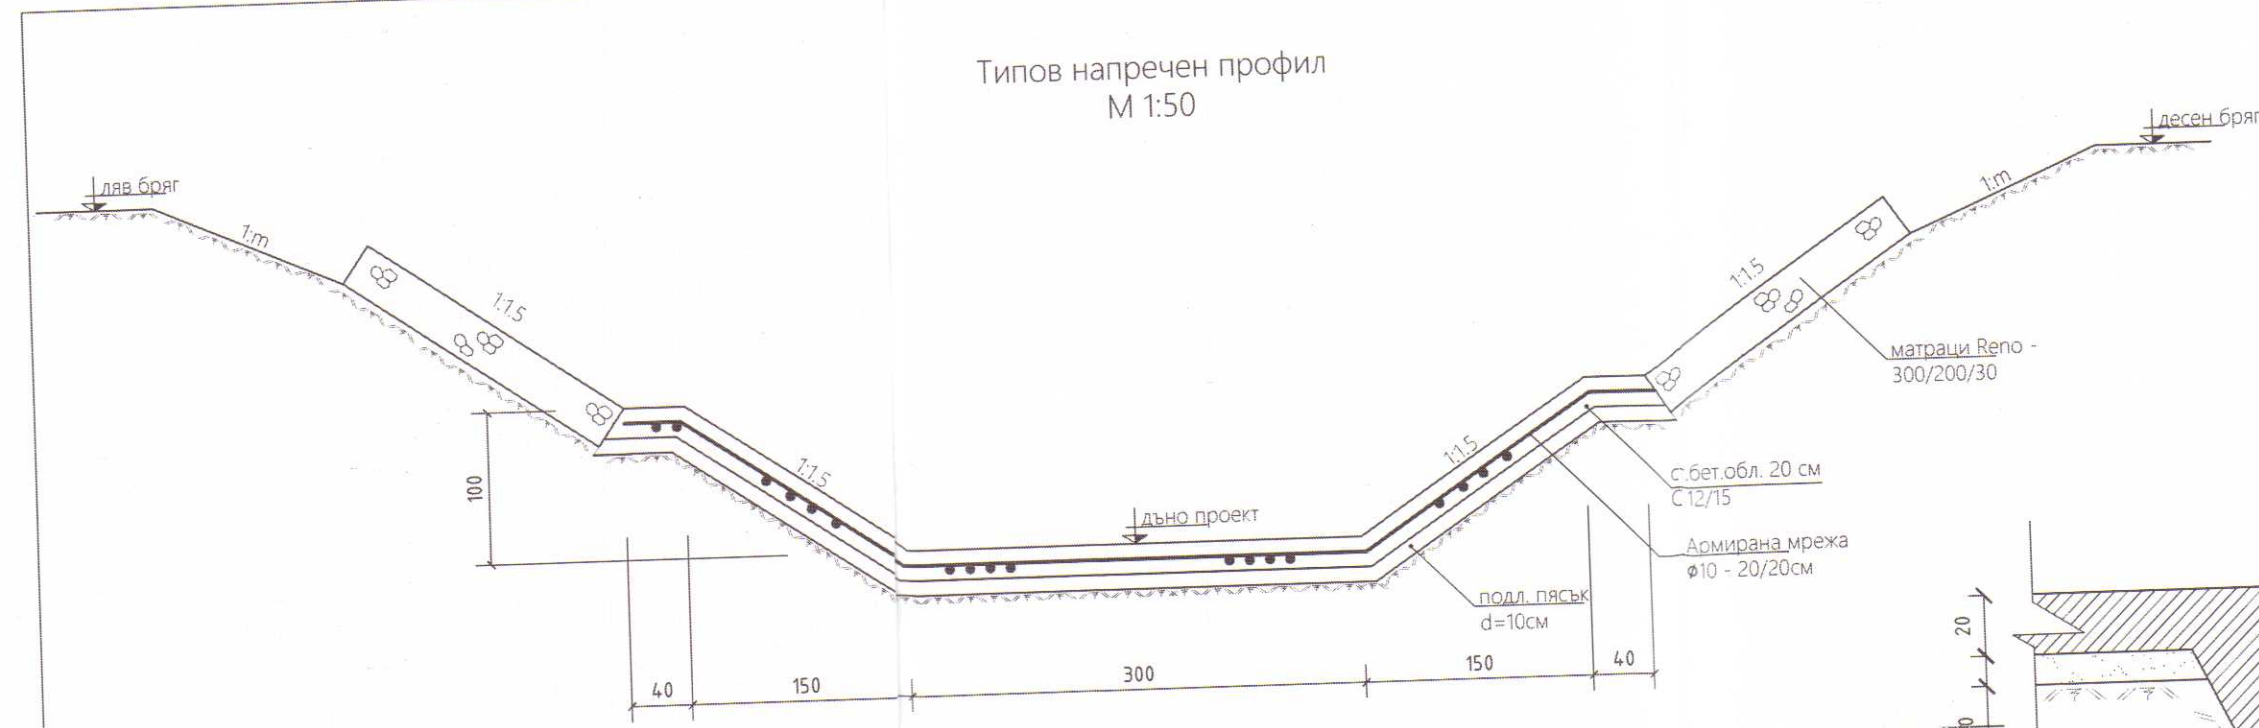 Типов напречен профил
М 1:50
ляв бряг
десен бряг
1:m
1:m
1:1.5
1:1.5
матраци Reno -
300/200/30
1:1.5
1:1.5
100
с.бет.обл. 20 см
С12/15
дъно проект
Армирана мрежа
ϕ10 - 20/20см
подл. пясък
d=10см
20
40
150
300
150
40